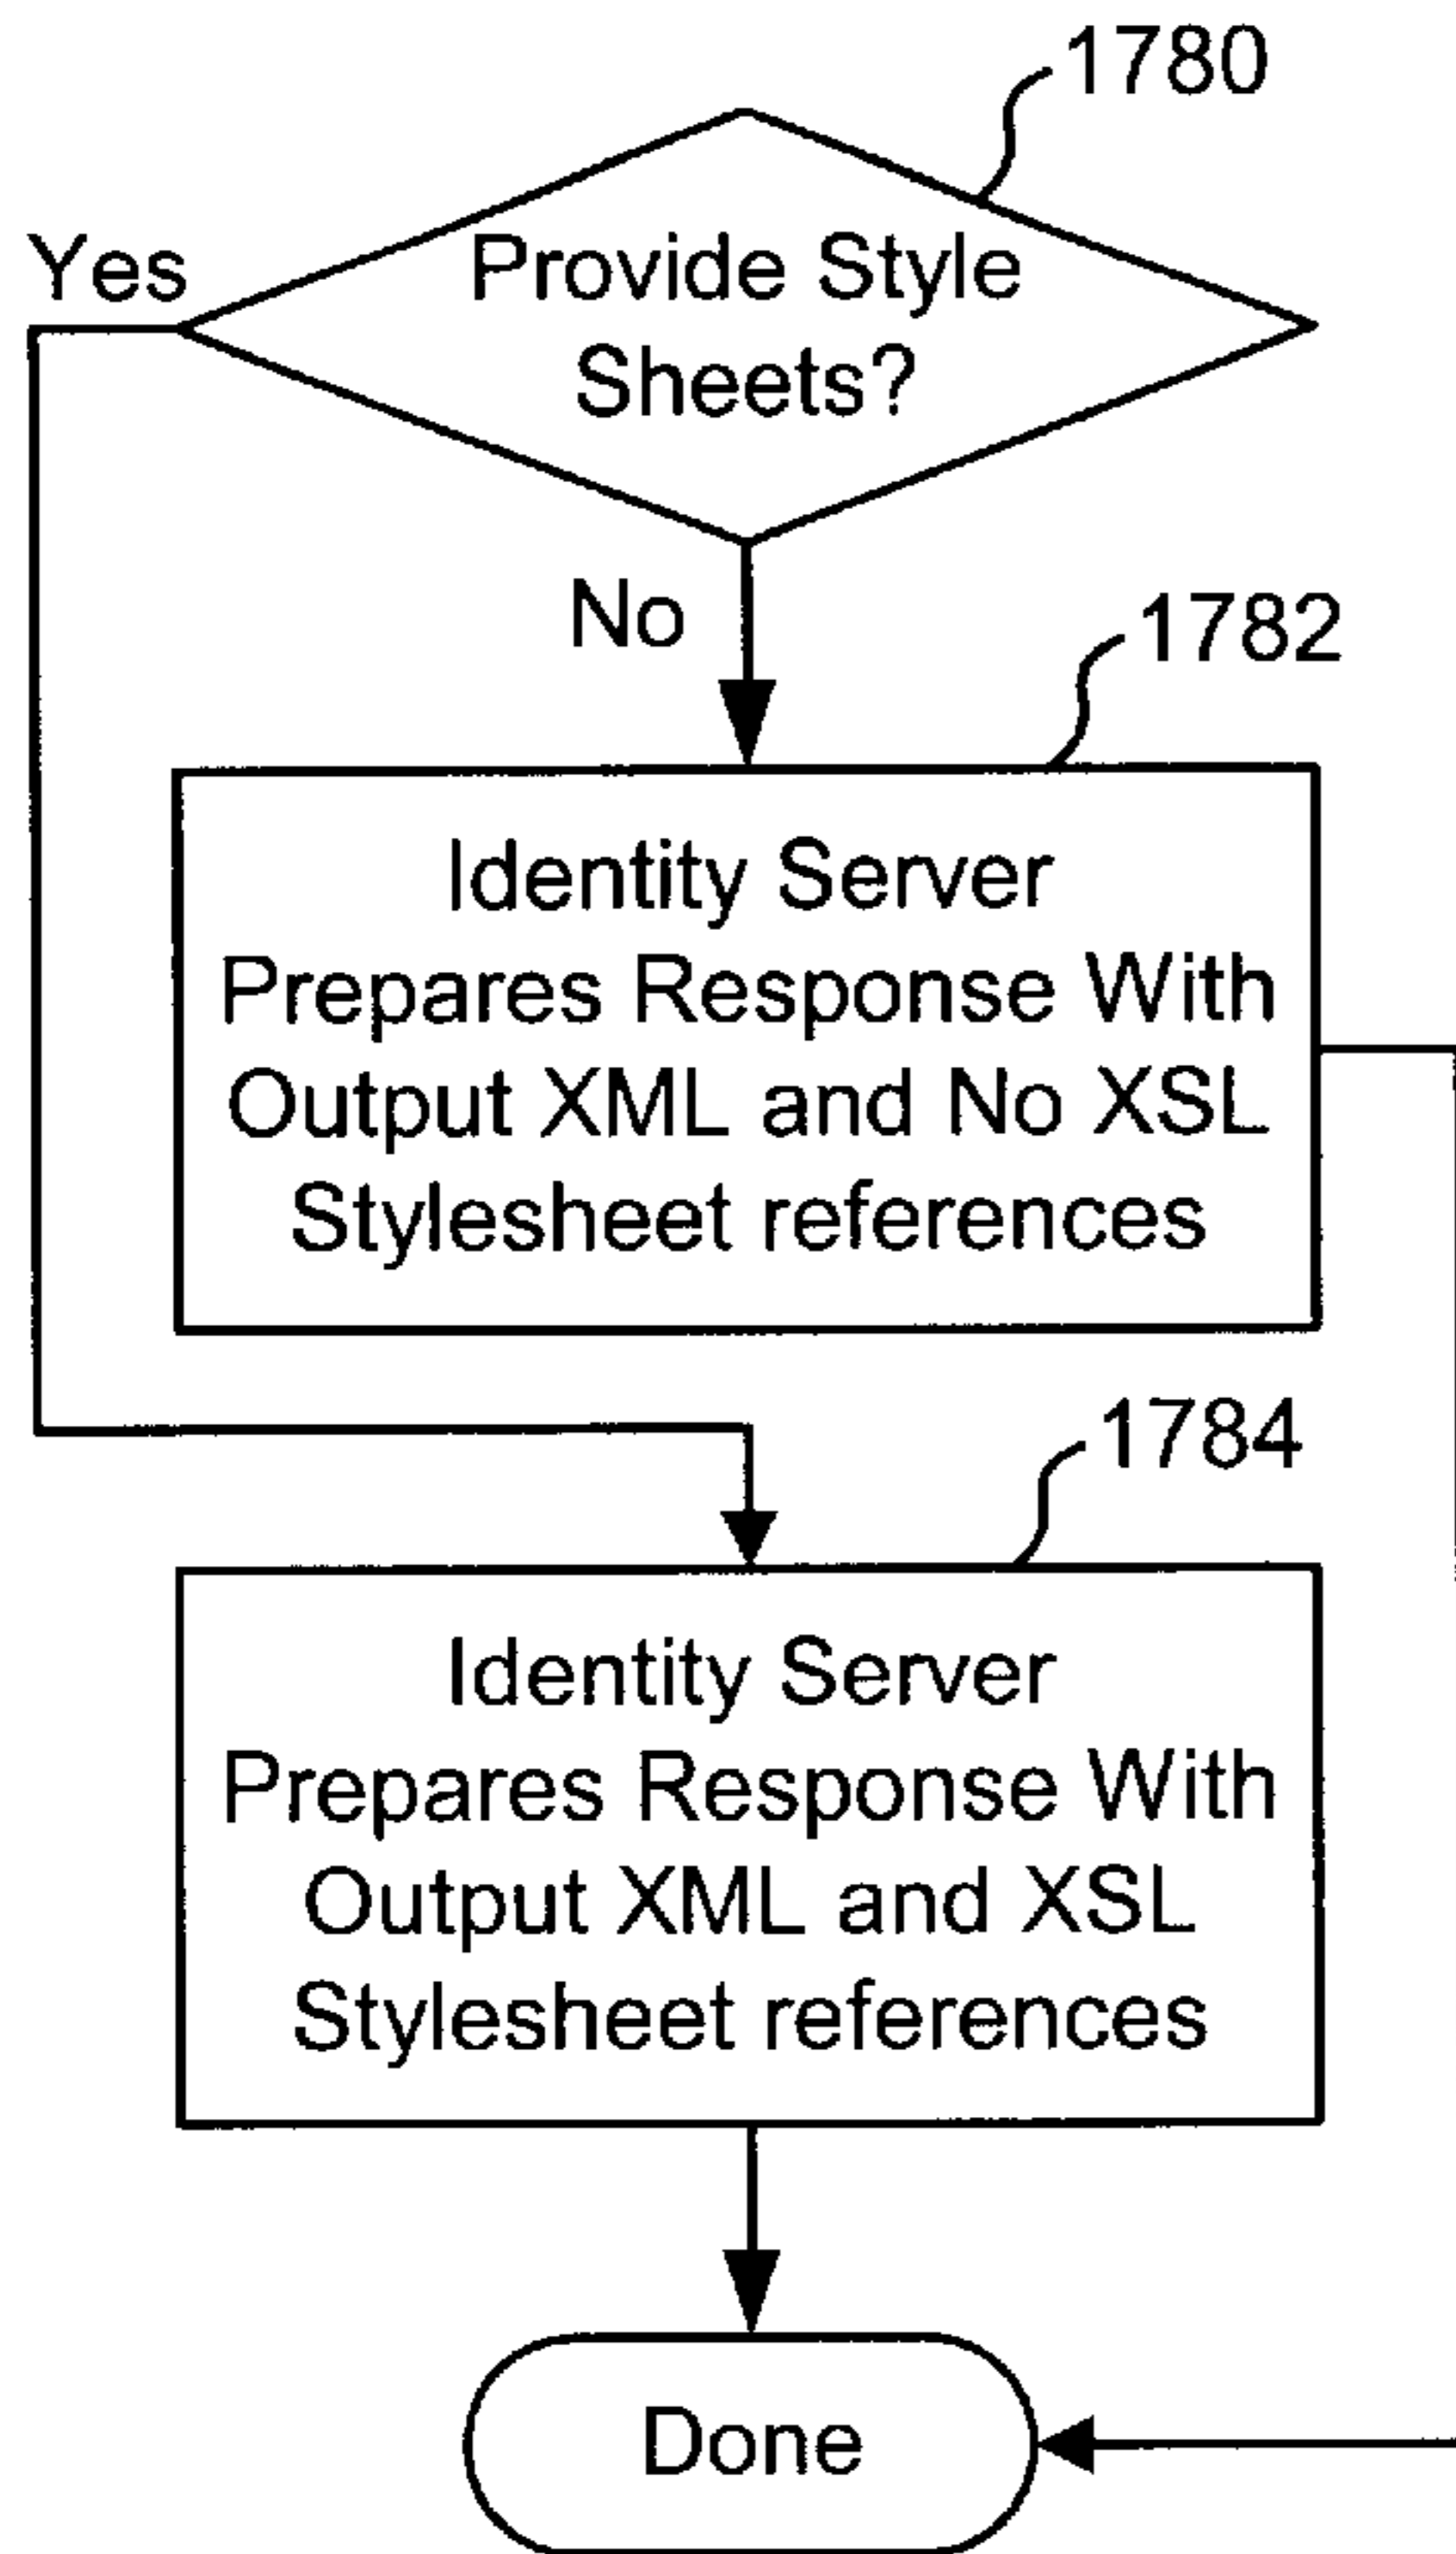 1780
Yes
Provide Style
Sheets?
No
1782
Identity Server
Prepares Response With
Output XML and No XSL
Stylesheet references
1784
Identity Server
Prepares Response With
Output XML and XSL
Stylesheet references
Done